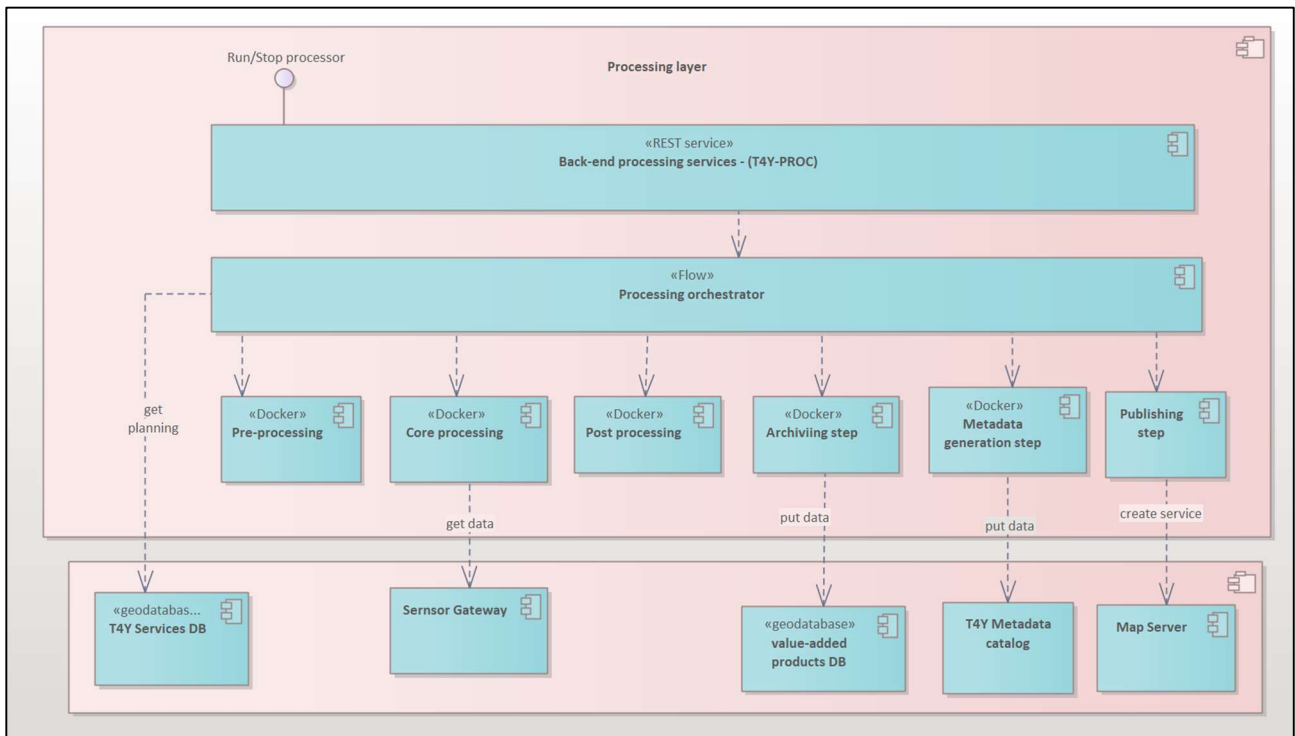 Run/Stop processor
Processing layer
«REST service»
Back-end processing services - (T4Y-PROC)
«Flow»
Processing orchestrator
get
planning
«Docker»
Pre-processing
«Docker»
Core processing
«Docker»
Post processing
«Docker»
Archiviing step
«Docker»
Metadata
generation step
Publishing
step
get data
put data
put data
create service
«geodatabas...
T4Y Services DB
Sernsor Gateway
«geodatabase»
value-added
products DB
T4Y Metadata
catalog
Map Server